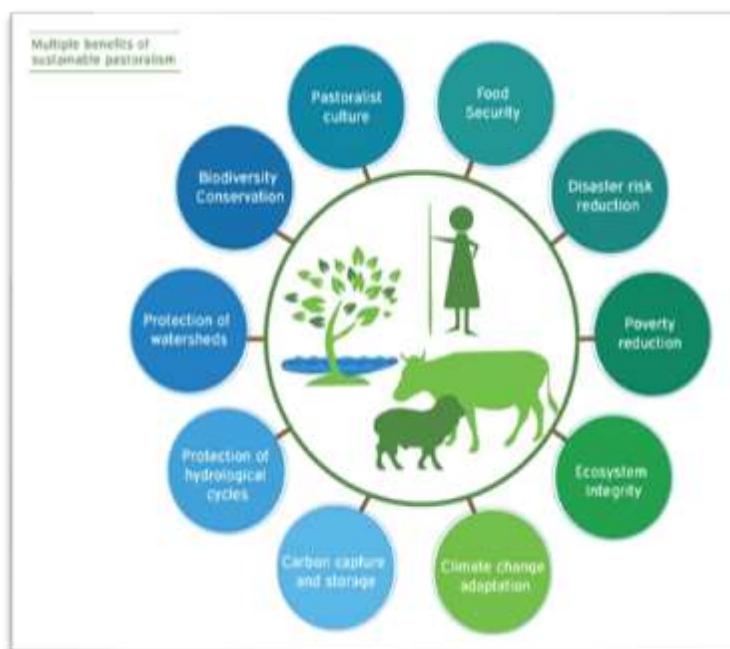 Multiple benefits of
sustainable pastoralism
Pastoralist
culture
Food
Security
Biodiversity
Conservation
Disaster risk
reduction
Protection of
watersheds
Poverty
reduction
Protection of
hydrological
cycles
Ecosystem
integrity
Carbon capture
and storage
Climate change
adaptation